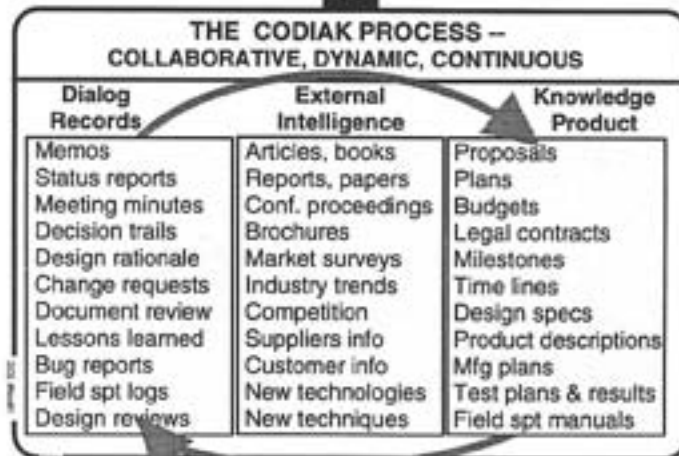 THE CODIAK PROCESS --
COLLABORATIVE, DYNAMIC, CONTINUOUS
Dialog
Records
Memos
Status reports
Meeting minutes
Decision trails
Design rationale
Change requests
Document review
Lessons learned
Bug reports
Field spt logs
Design reviews
External
Intelligence
Articles, books
Reports, papers
Conf. proceedings
Brochures
Market surveys
Industry trends
Competition
Suppliers info
Customer info
New technologies
New techniques
Knowledge
Product
Proposals
Plans
Budgets
Legal contracts
Milestones
Time lines
Design specs
Product descriptions
Mfg plans
Test plans & results
Field spt manuals